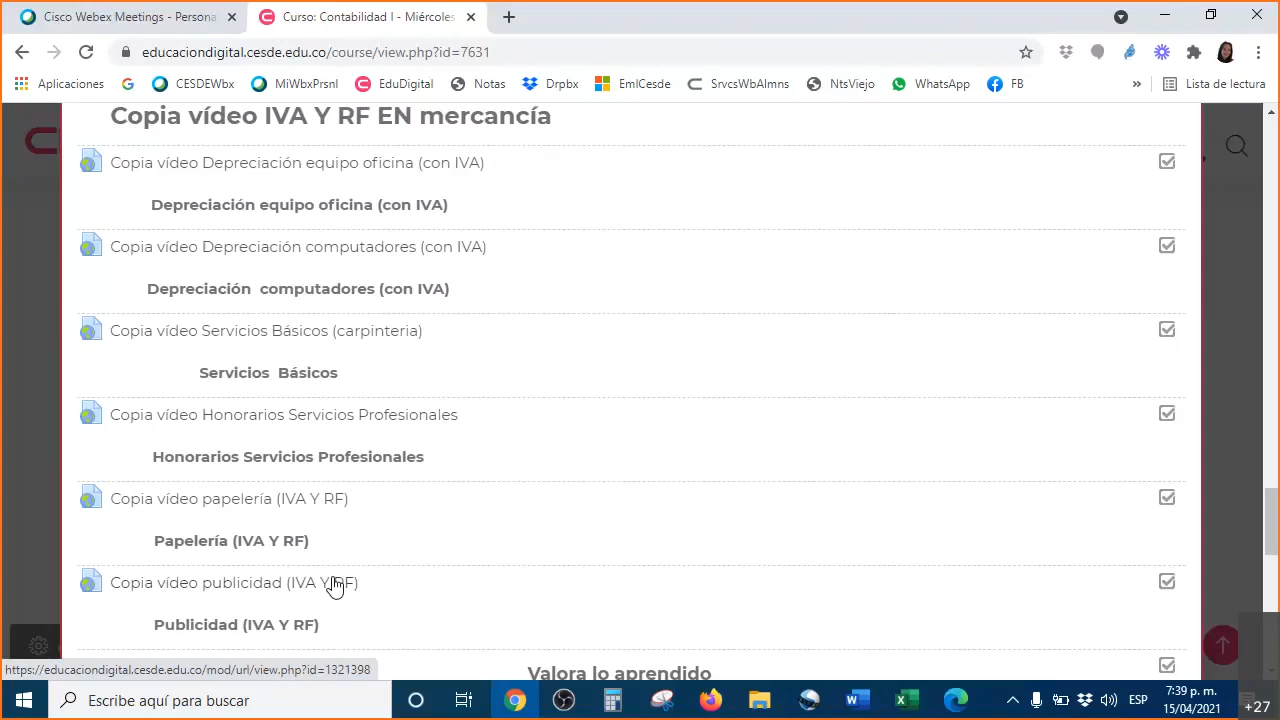 Cisco Webex Meetings - Persona
Curso: Contabilidad I - Miércoles
educaciondigital.cesde.edu.co/course/view.php?id=7631
Aplicaciones
CESDEWbx
MiWbxPrsnl
EduDigital
Notas
Drpbx
EmlCesde
SrvcsWbAlmns
NtsViejo
WhatsApp
FB
»
Lista de lectura
Copia vídeo IVA Y RF EN mercancía
Copia vídeo Depreciación equipo oficina (con IVA)
Depreciación equipo oficina (con IVA)
Copia vídeo Depreciación computadores (con IVA)
Depreciación computadores (con IVA)
Copia vídeo Servicios Básicos (carpinteria)
Servicios Básicos
Copia vídeo Honorarios Servicios Profesionales
Honorarios Servicios Profesionales
Copia vídeo papelería (IVA Y RF)
Papelería (IVA Y RF)
Copia vídeo publicidad (IVA Y RF)
Publicidad (IVA Y RF)
Valora lo aprendido
https://educaciondigital.cesde.edu.co/mod/url/view.php?id=1321398
Escribe aquí para buscar
ESP
7:39 p. m.
15/04/2021
+27